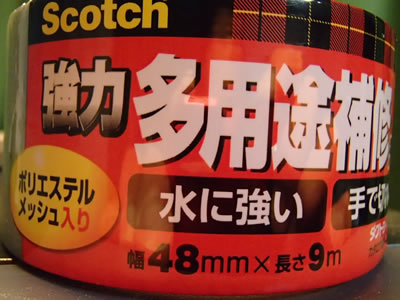 Scotch
強力 多用途補修
ポリエステル
メッシュ入り
水に強い
手で切
幅48mm×長さ9m